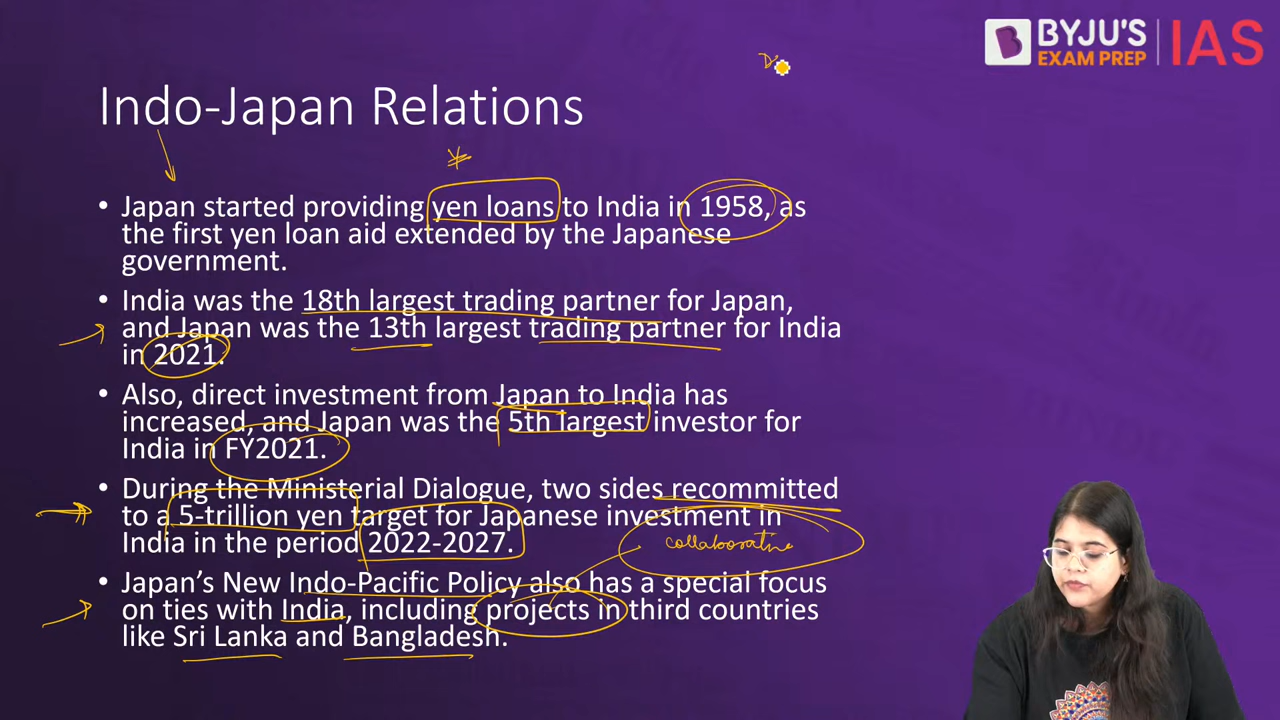 BYJU'S
EXAM PREP
IAS
Indo-Japan Relations
• Japan started providing yen loans to India in 1958, as
the first yen loan aid extended by the Japanese
government.
• India was the 18th largest trading partner for Japan,
and Japan was the 13th largest trading partner for India
in 2021.
• Also, direct investment from Japan to India has
increased, and Japan was the 5th largest investor for
India in FY2021.
• During the Ministerial Dialogue, two sides recommitted
to a 5-trillion yen target for Japanese investment in
India in the period 2022-2027.
collaborative
• Japan’s New Indo-Pacific Policy also has a special focus
on ties with India, including projects in third countries
like Sri Lanka and Bangladesh.